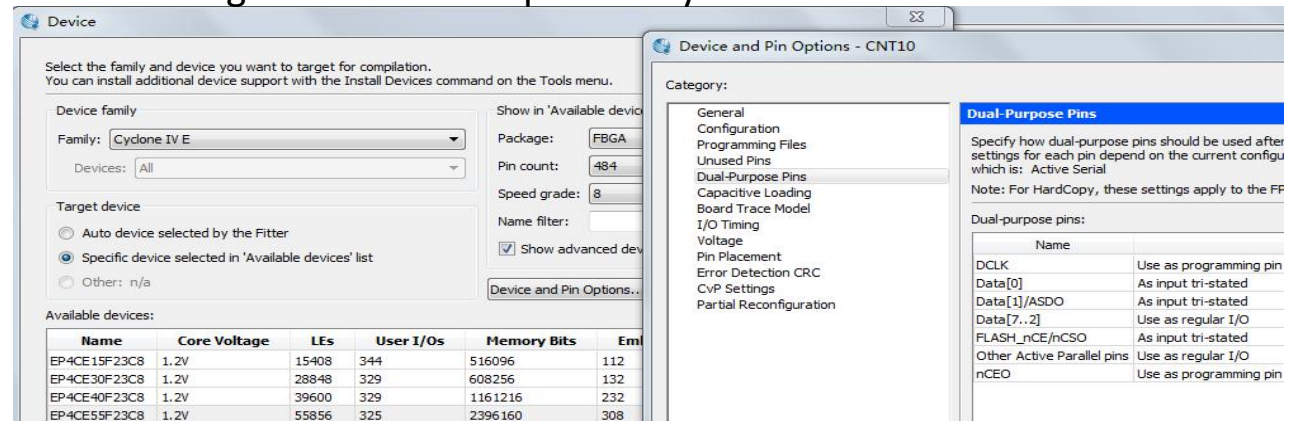 Device
Select the family and device you want to target for compilation.
You can install additional device support with the Install Devices command on the Tools menu.
Device family
Family: Cyclone IV E
Devices: All
Target device
Auto device selected by the Fitter
Specific device selected in 'Available devices' list
Other: n/a
Show in 'Available
Package: FBGA
Pin count: 484
Speed grade: 8
Name filter:
Show advanced
Device and Pin Options...
Available devices:
Name Core Voltage LEs User I/Os Memory Bits
EP4CE15F23C8 1.2V 15408 344 516096 112
EP4CE30F23C8 1.2V 28848 329 608256 132
EP4CE40F23C8 1.2V 39600 329 1161216 232
EP4CE55F23C8 1.2V 55856 325 2396160 308
Device and Pin Options - CNT10
Category:
General
Configuration
Programming Files
Unused Pins
Dual-Purpose Pins
Capacitive Loading
Board Trace Model
I/O Timing
Voltage
Pin Placement
Error Detection CRC
CvP Settings
Partial Reconfiguration
Dual-Purpose Pins
Specify how dual-purpose pins should be used after
settings for each pin depend on the current
which is: Active Serial
Note: For HardCopy, these settings apply to the
Dual-purpose pins:
Name
DCLK Use as programming pin
Data[0] As input tri-stated
Data[1]/ASDO As input tri-stated
Data[7..2] Use as regular I/O
FLASH_nCE/nCSO As input tri-stated
Other Active Parallel pins Use as regular I/O
nCEO Use as programming pin